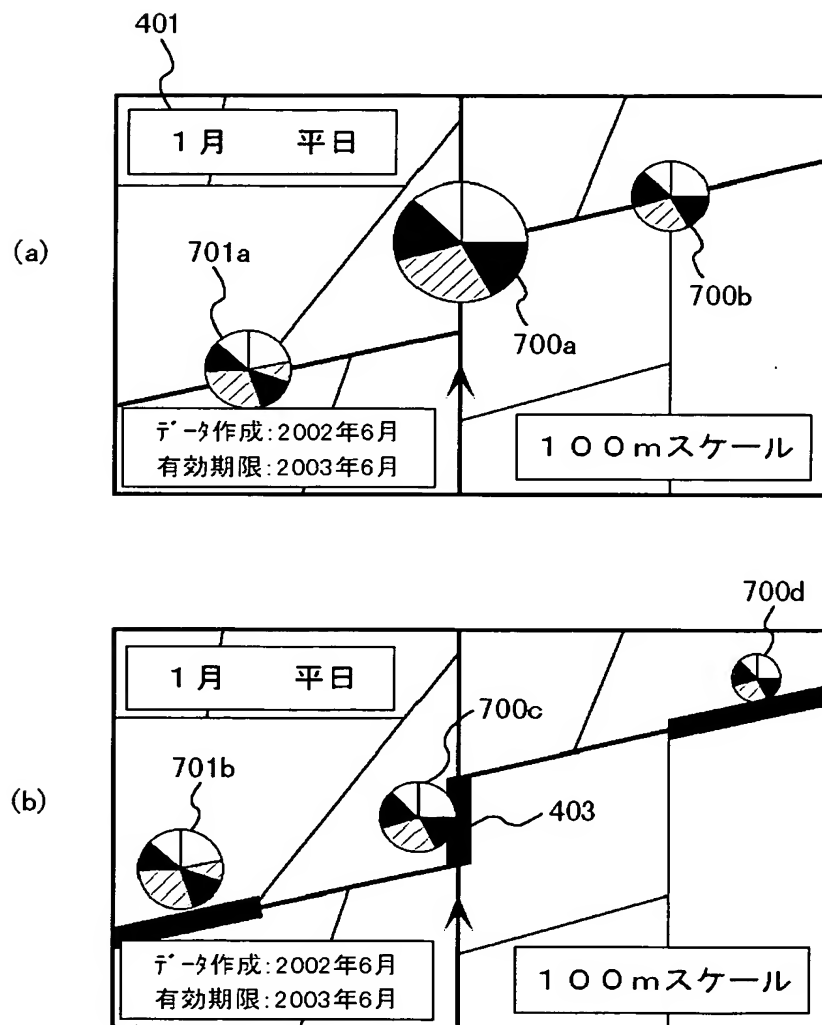 401
1月 平日
(a)
701a
700a
700b
データ作成:2002年6月
有効期限:2003年6月
100mスケール
700d
1月 平日
700c
701b
(b)
403
データ作成:2002年6月
有効期限:2003年6月
100mスケール